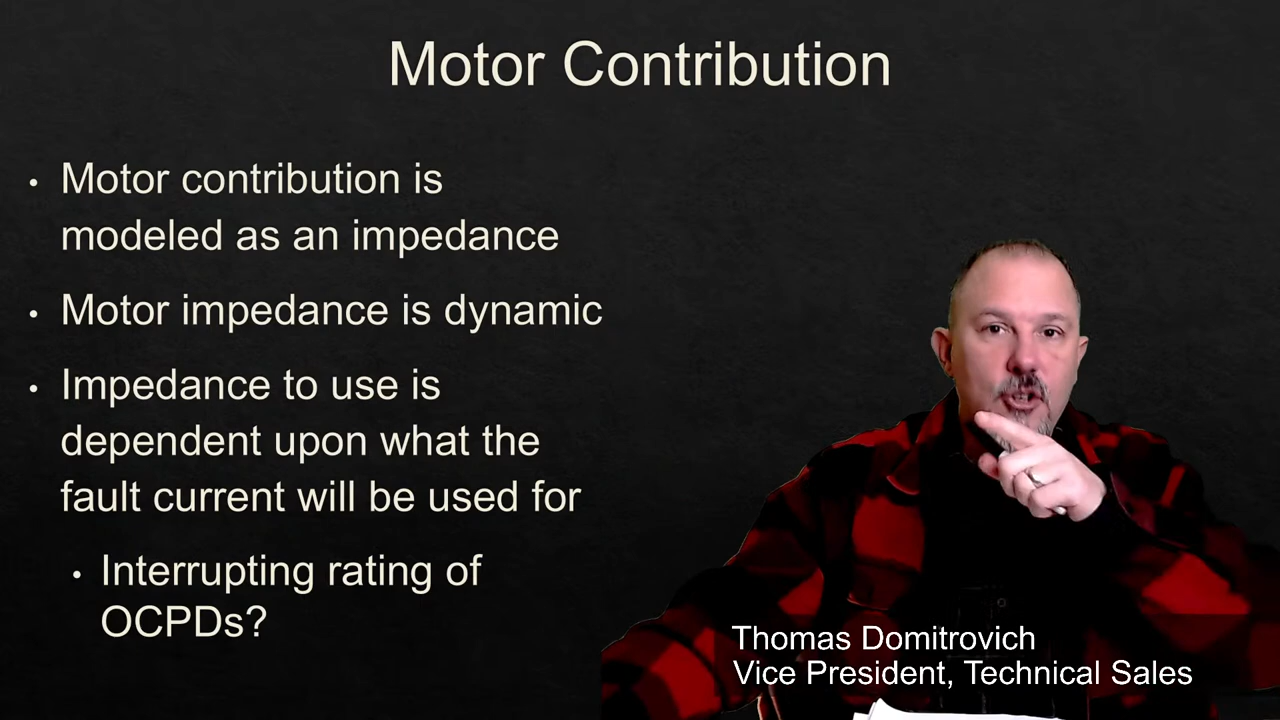 Motor Contribution
• Motor contribution is
modeled as an impedance
• Motor impedance is dynamic
• Impedance to use is
dependent upon what the
fault current will be used for
• Interrupting rating of
OCPDs?
Thomas Domitrovich
Vice President, Technical Sales